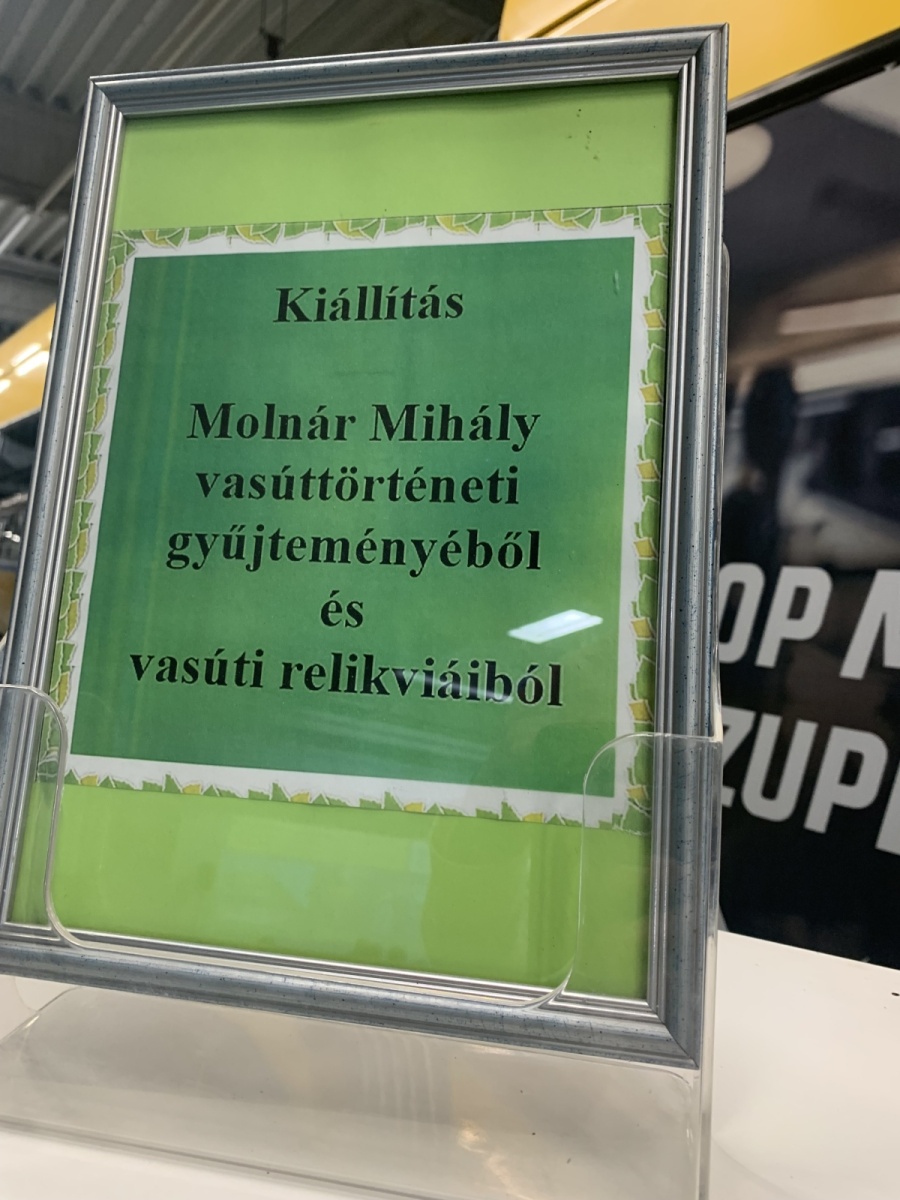 Kiállítás
Molnár Mihály
vasúttörténeti
gyűjteményéből
és
vasúti relikviáiból